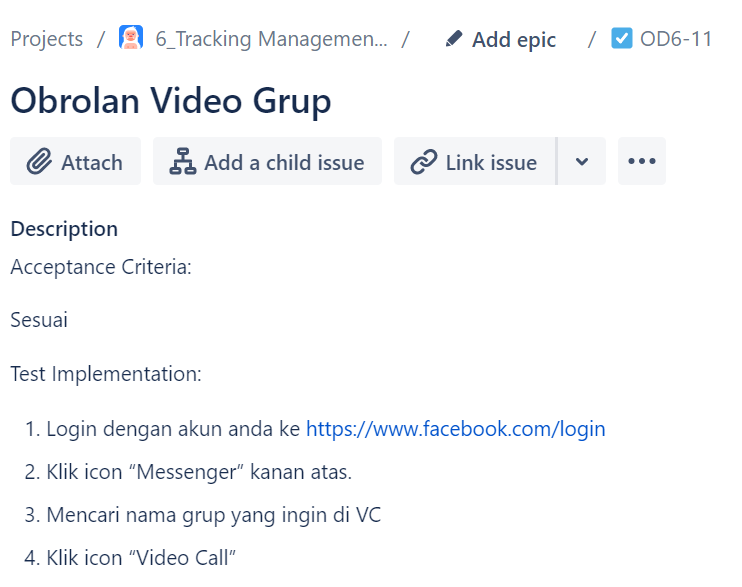 Projects / 6_Tracking Managemen... / Add epic / OD6-11
Obrolan Video Grup
Attach Add a child issue Link issue
Description
Acceptance Criteria:
Sesuai
Test Implementation:
1. Login dengan akun anda ke https://www.facebook.com/login
2. Klik icon “Messenger” kanan atas.
3. Mencari nama grup yang ingin di VC
4. Klik icon “Video Call”